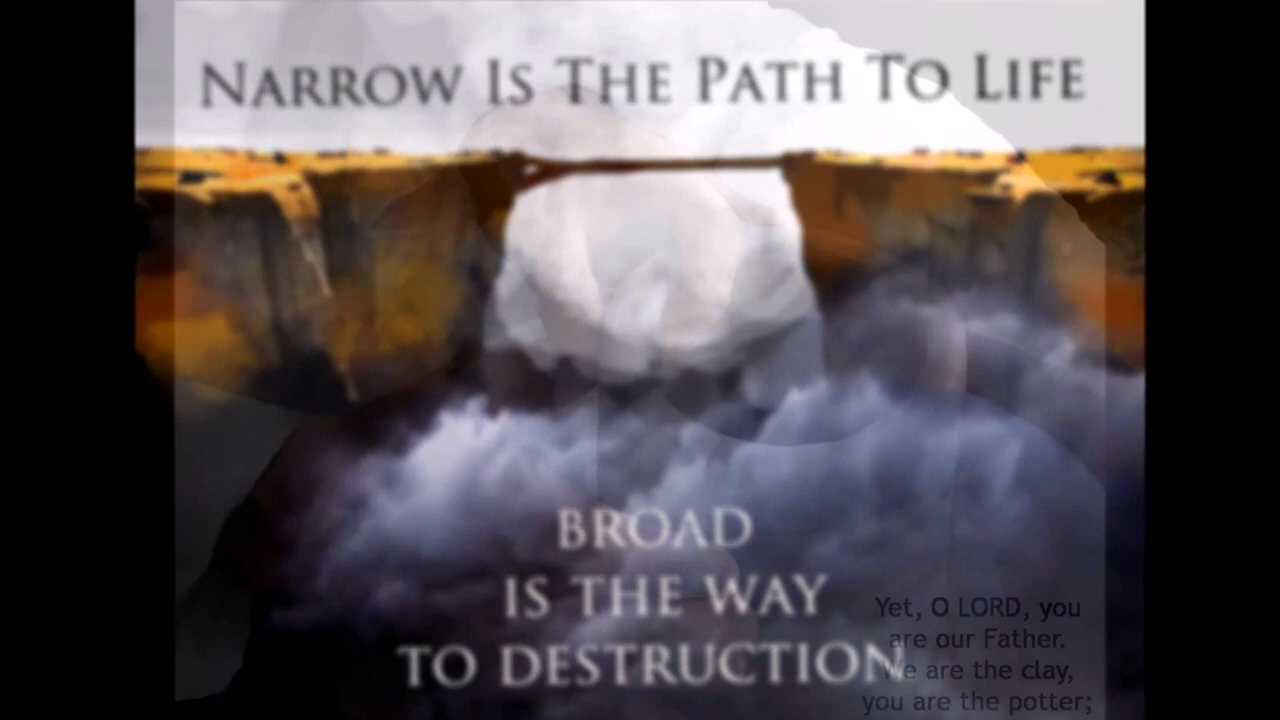 NARROW IS THE PATH TO LIFE
BROAD
IS THE WAY
TO DESTRUCTION
Yet, O LORD, you
are our Father.
We are the clay,
you are the potter;